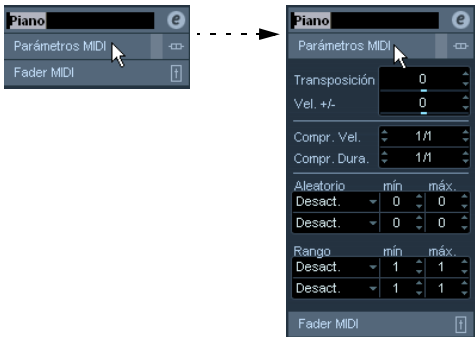 Piano e
Parámetros MIDI
Fader MIDI
Piano e
Parámetros MIDI
Transposición 0
Vel. +/- 0
Compr. Vel. 1/1
Compr. Dura. 1/1
Aleatorio mín máx.
Desact. 0 0
Desact. 0 0
Rango mín máx.
Desact. 1 1
Desact. 1 1
Fader MIDI